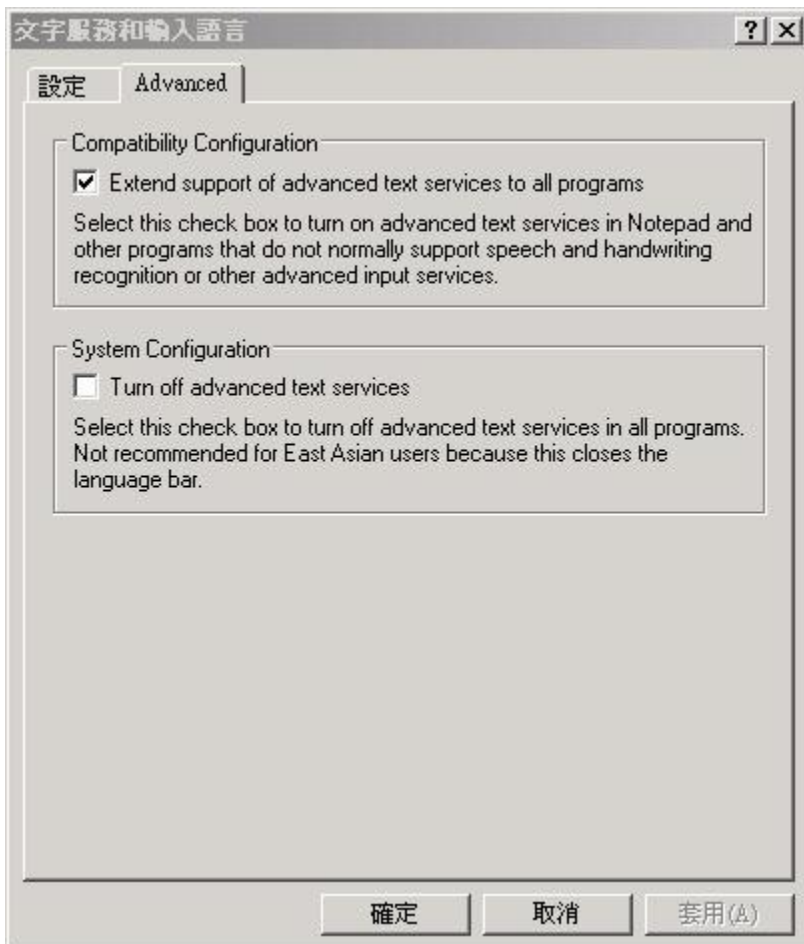 文字服務和輸入語言
設定 Advanced
Compatibility Configuration
Extend support of advanced text services to all programs
Select this check box to turn on advanced text services in Notepad and
other programs that do not normally support speech and handwriting
recognition or other advanced input services.
System Configuration
Turn off advanced text services
Select this check box to turn off advanced text services in all programs.
Not recommended for East Asian users because this closes the
language bar.
確定 取消 套用(A)